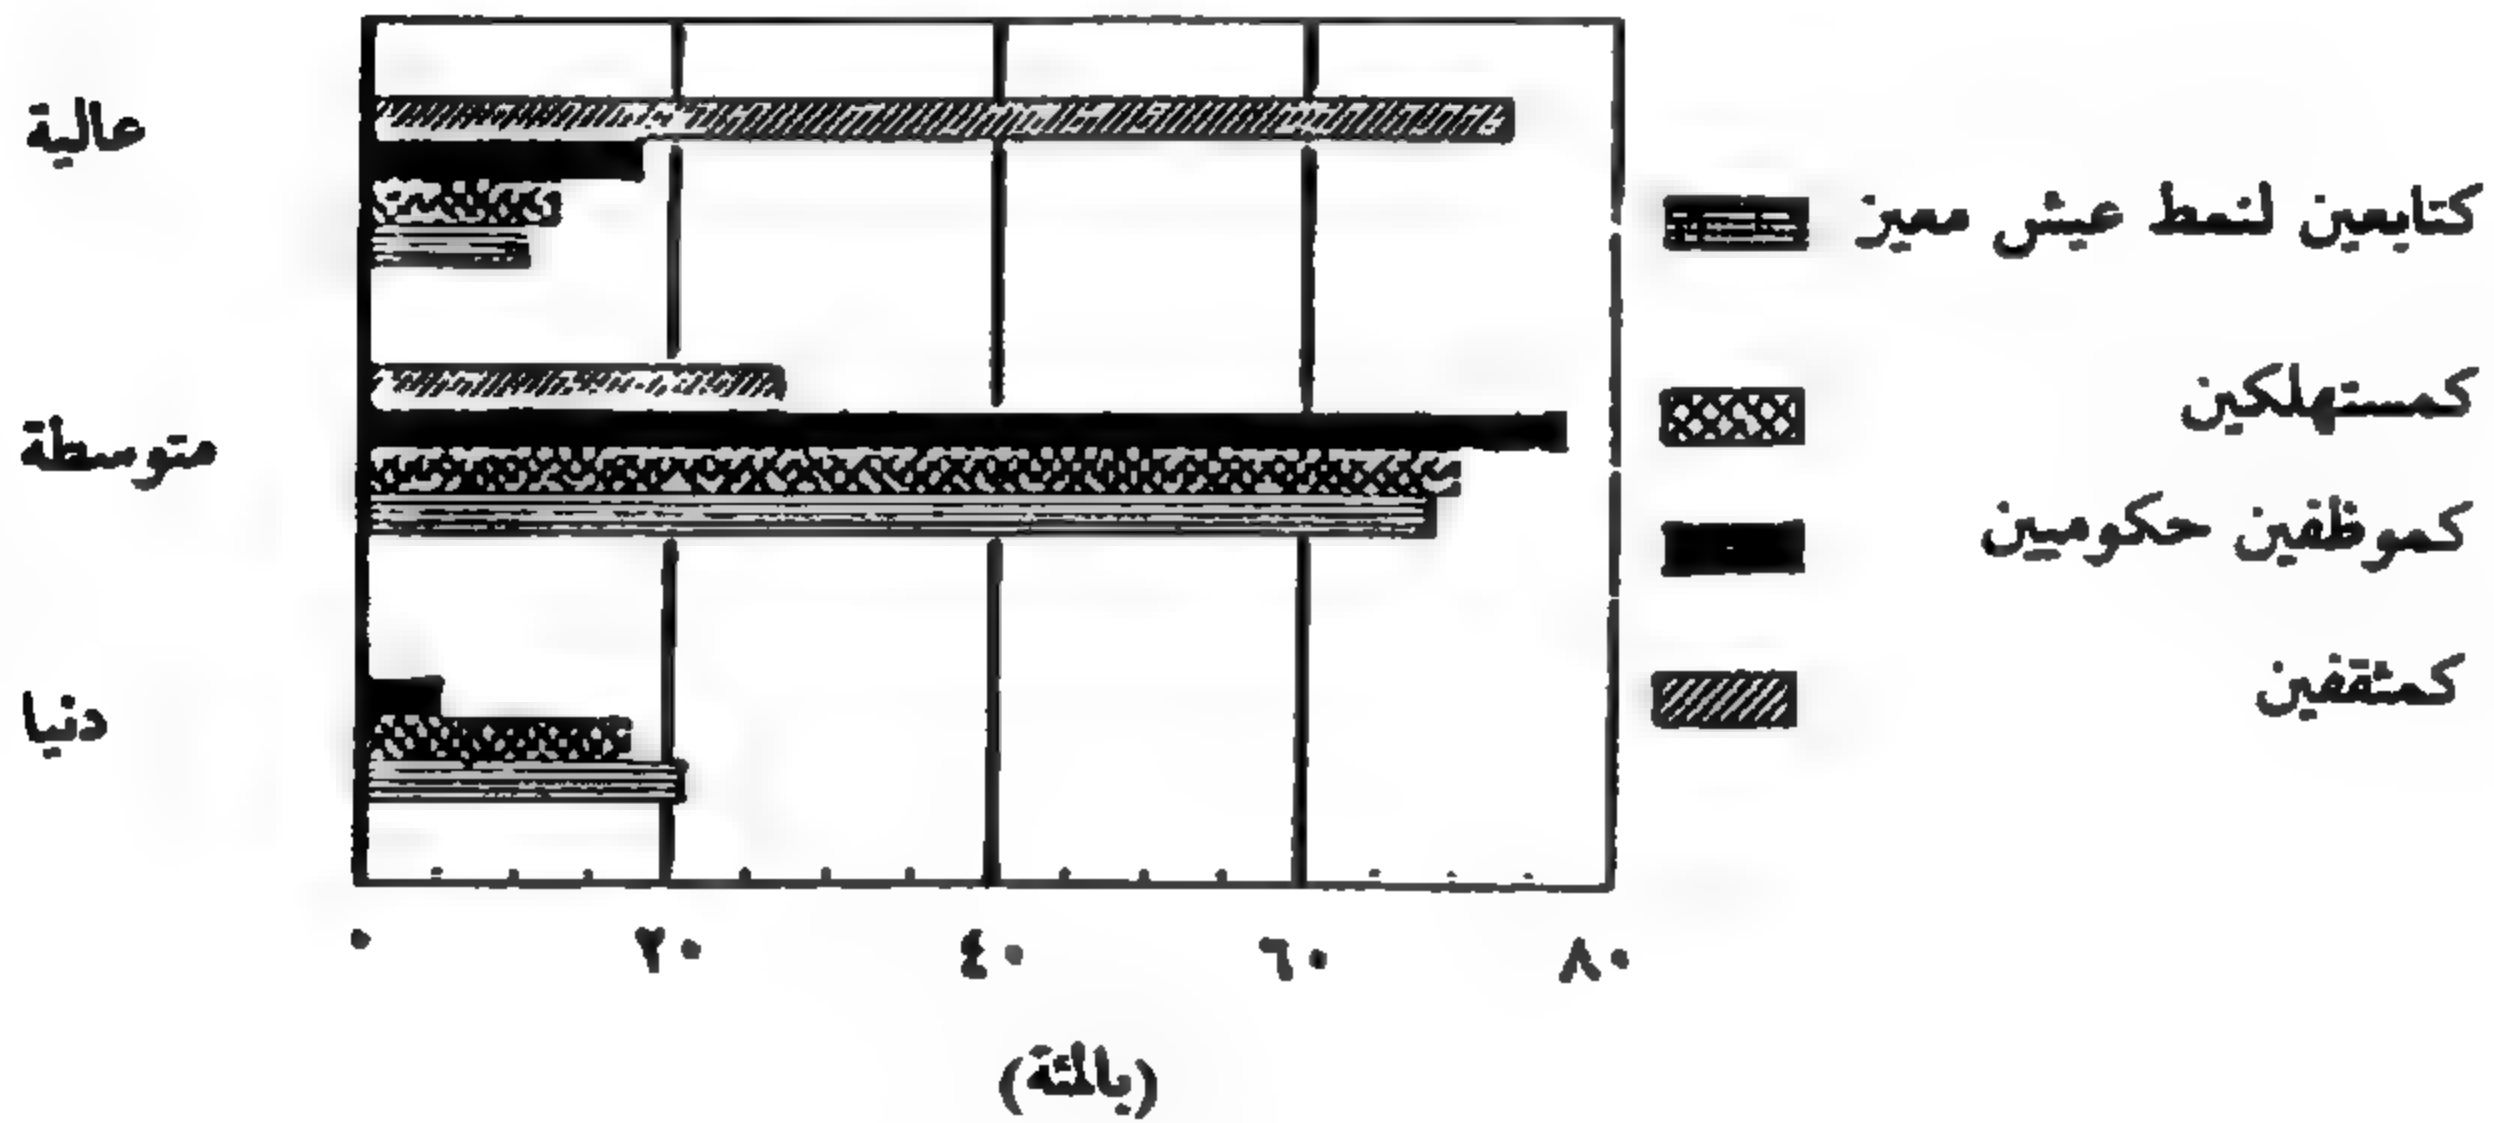 عالية
متوسطة
دنيا
كتابعين لنمط عيش مميز
كمستهلكين
كموظفين حكوميين
كمثقفين
٠ ٢٠ ٤٠ ٦٠ ٨٠
(بالمئة)